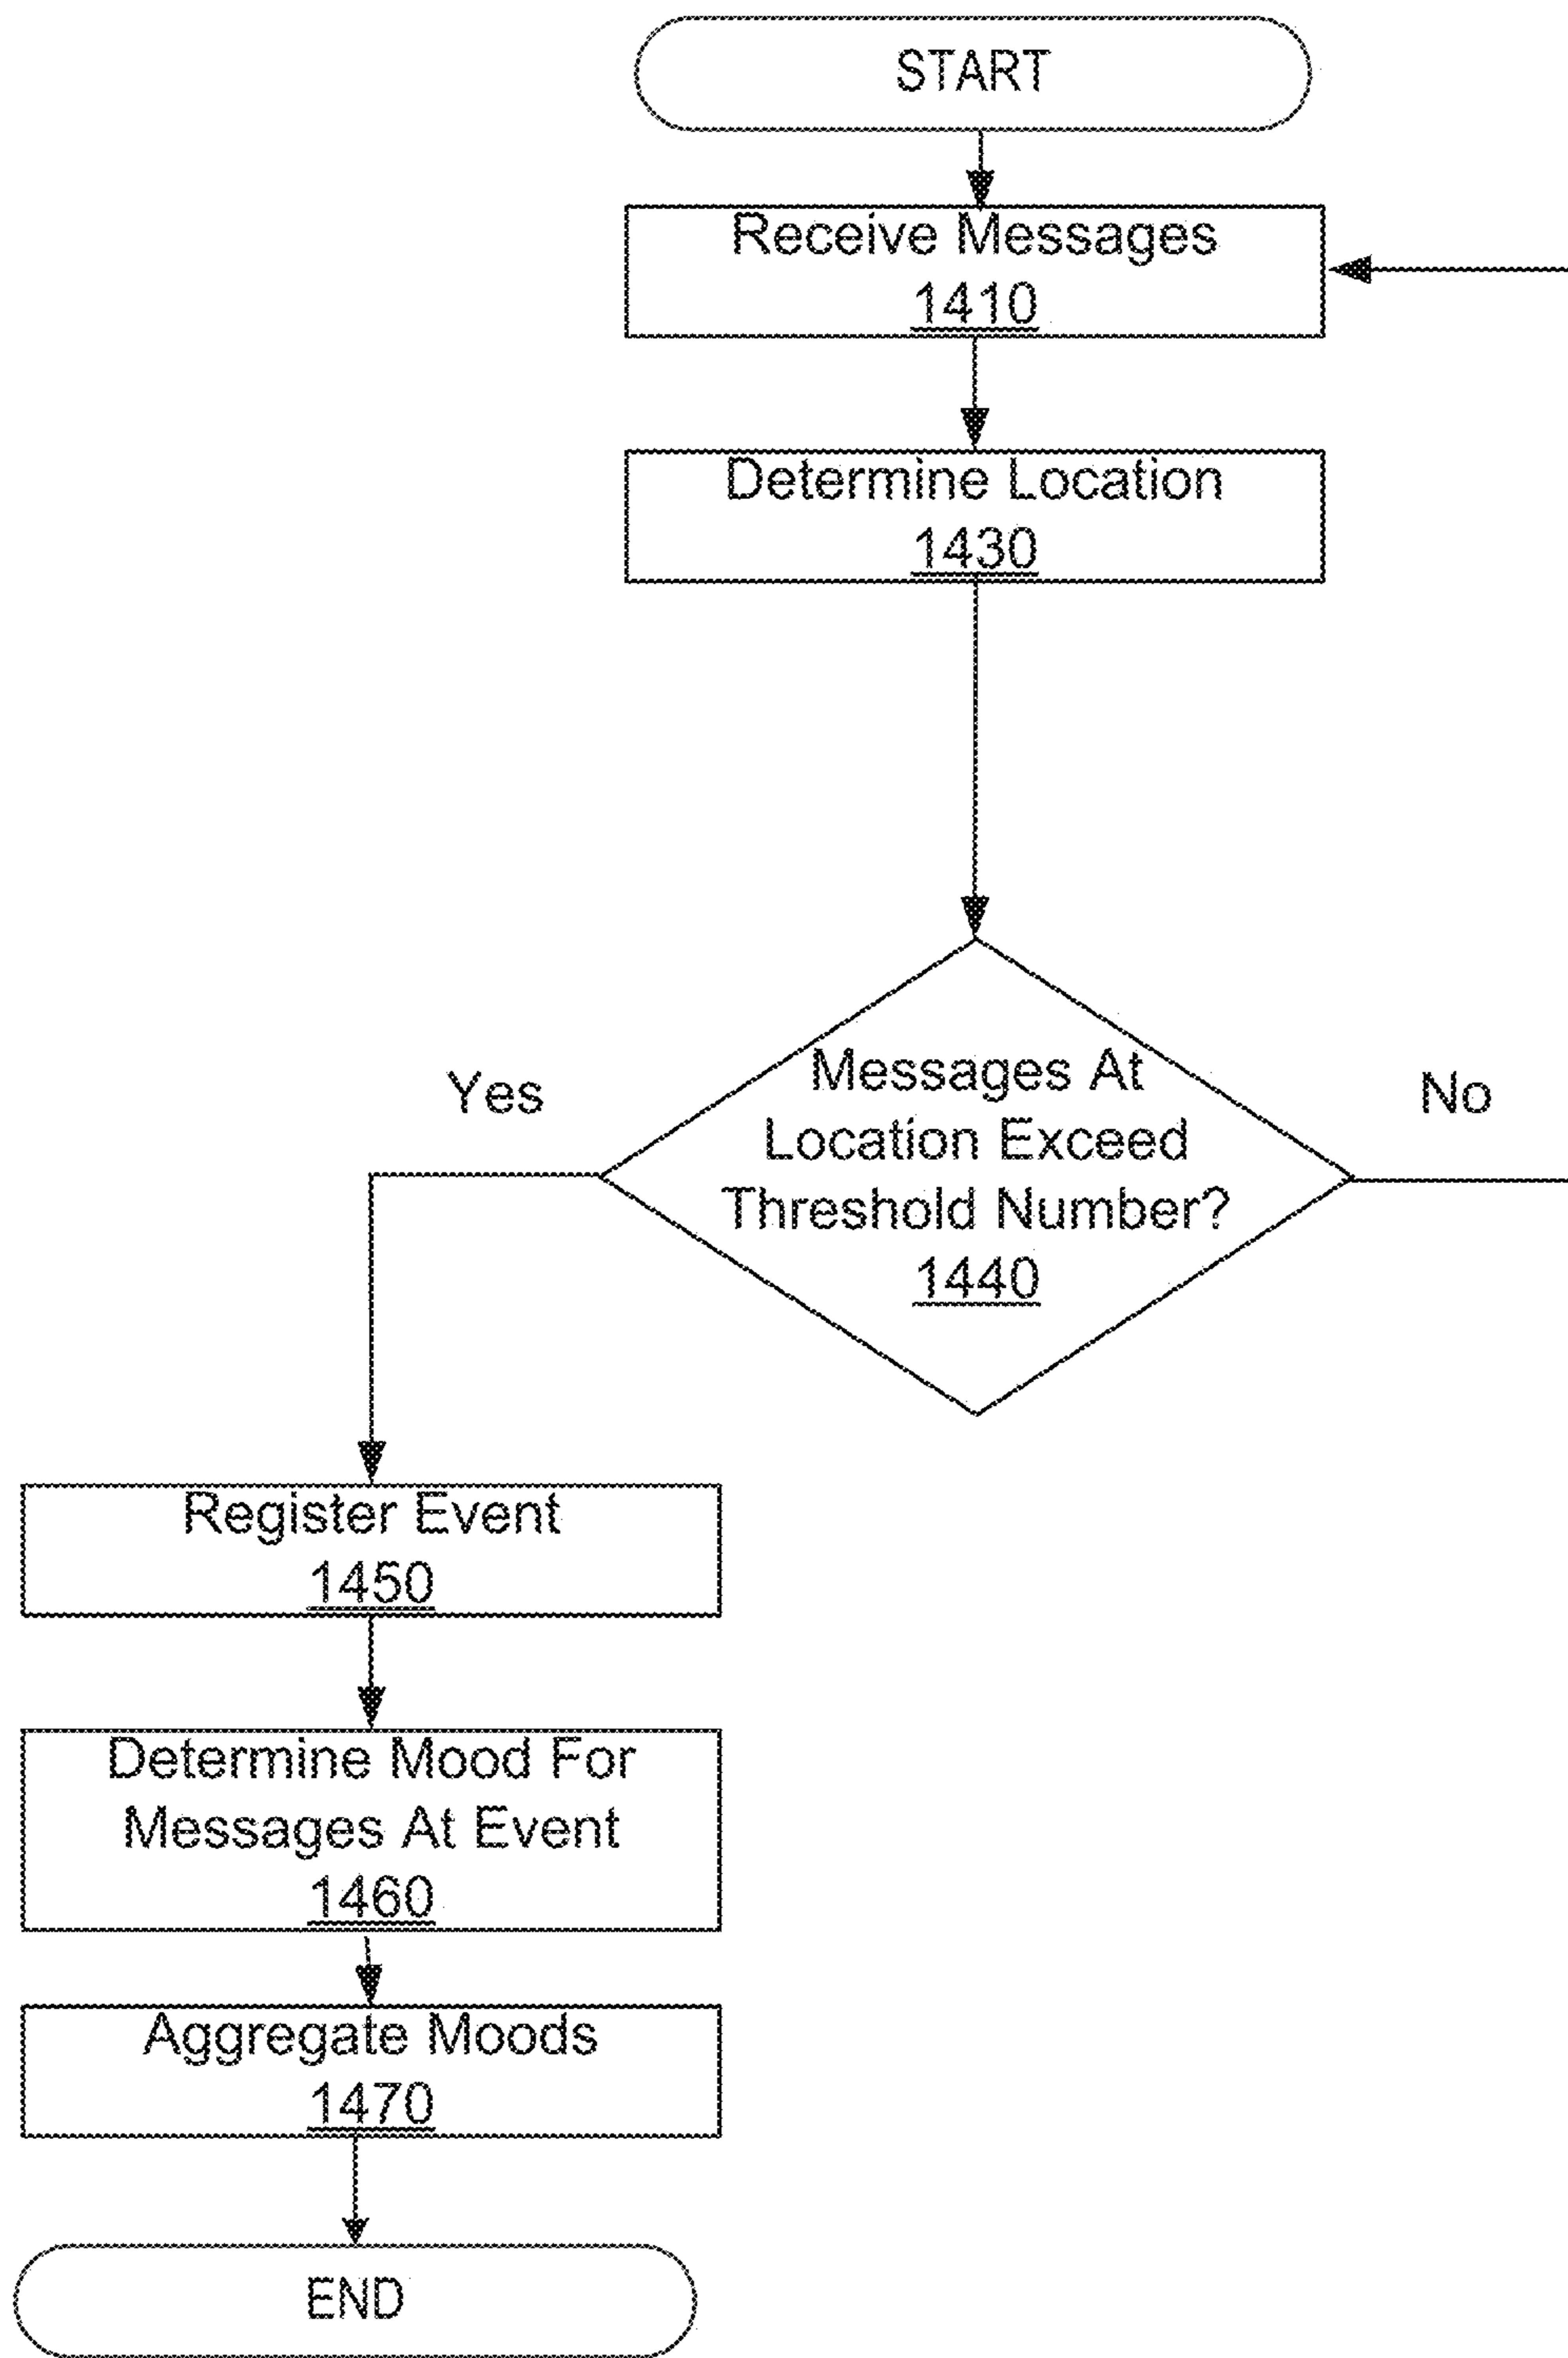 START
Receive Messages
1410
Determine Location
1430
Messages At
Location Exceed
Threshold Number?
1440
Yes
No
Register Event
1450
Determine Mood For
Messages At Event
1460
Aggregate Moods
1470
END